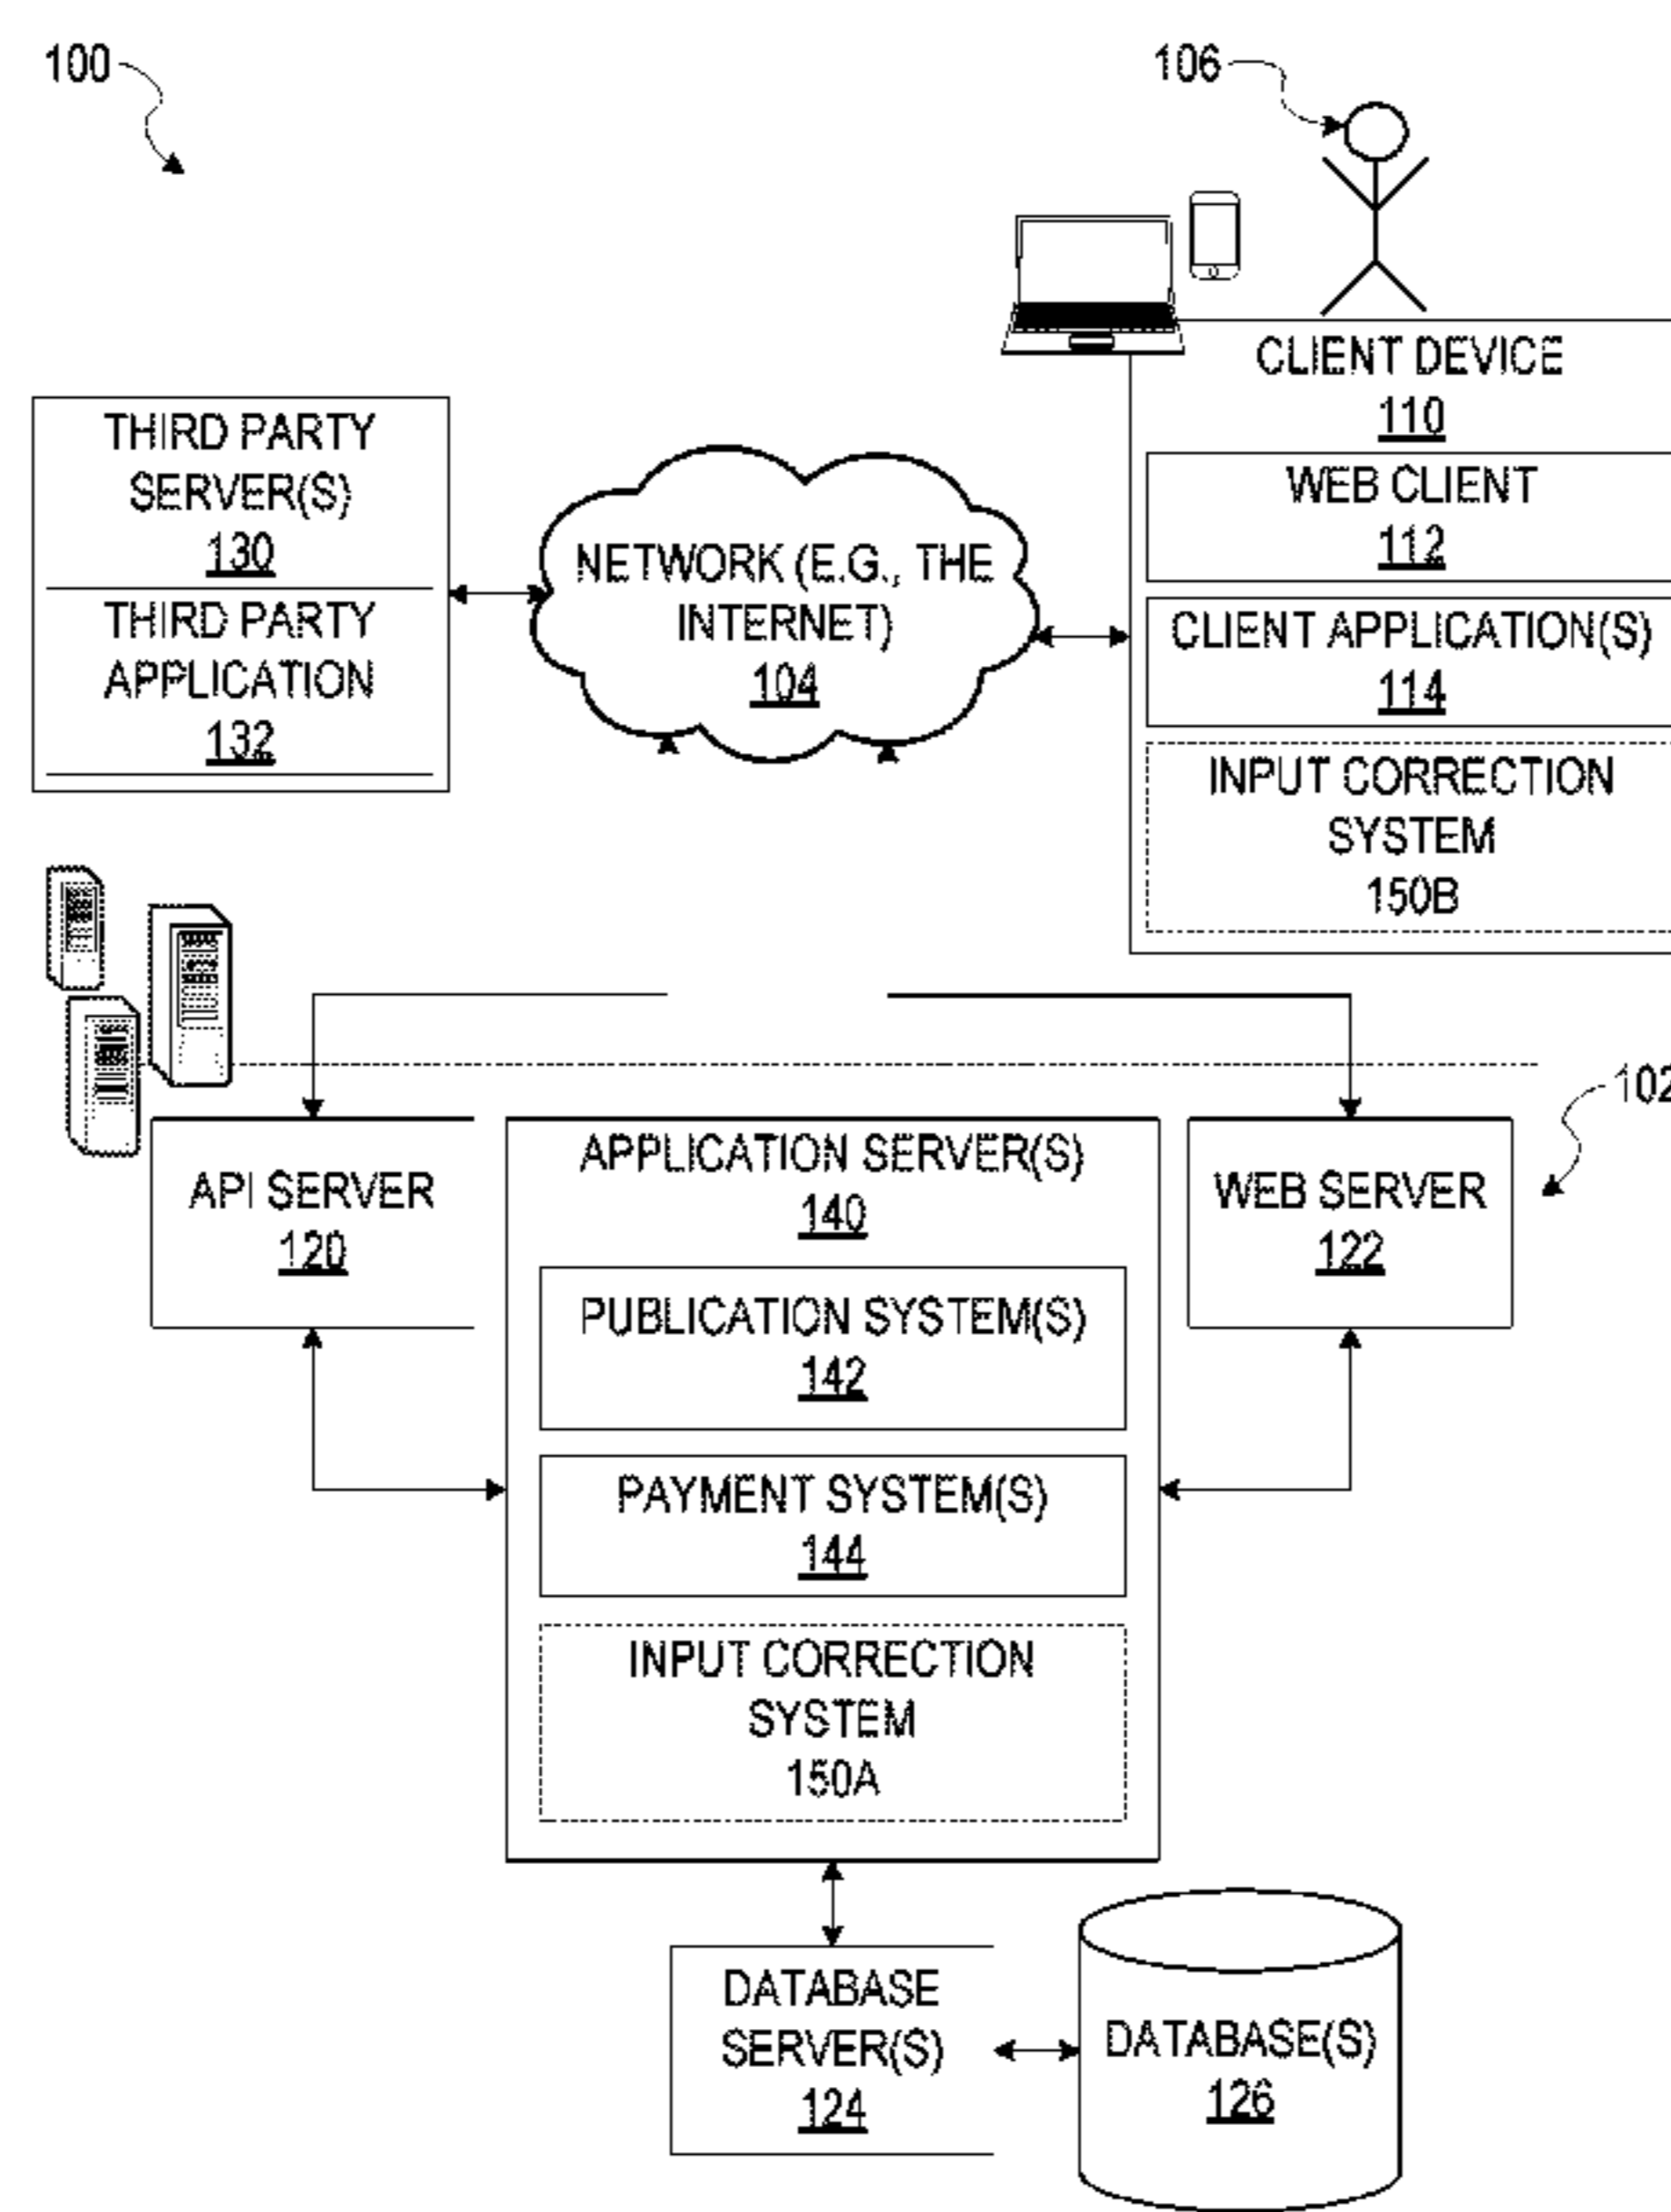 100
106
CLIENT DEVICE
110
WEB CLIENT
112
CLIENT APPLICATION(S)
114
INPUT CORRECTION
SYSTEM
150B
THIRD PARTY
SERVER(S)
130
THIRD PARTY
APPLICATION
132
NETWORK (E.G., THE
INTERNET)
104
102
API SERVER
120
APPLICATION SERVER(S)
140
PUBLICATION SYSTEM(S)
142
PAYMENT SYSTEM(S)
144
INPUT CORRECTION
SYSTEM
150A
WEB SERVER
122
DATABASE
SERVER(S)
124
DATABASE(S)
126